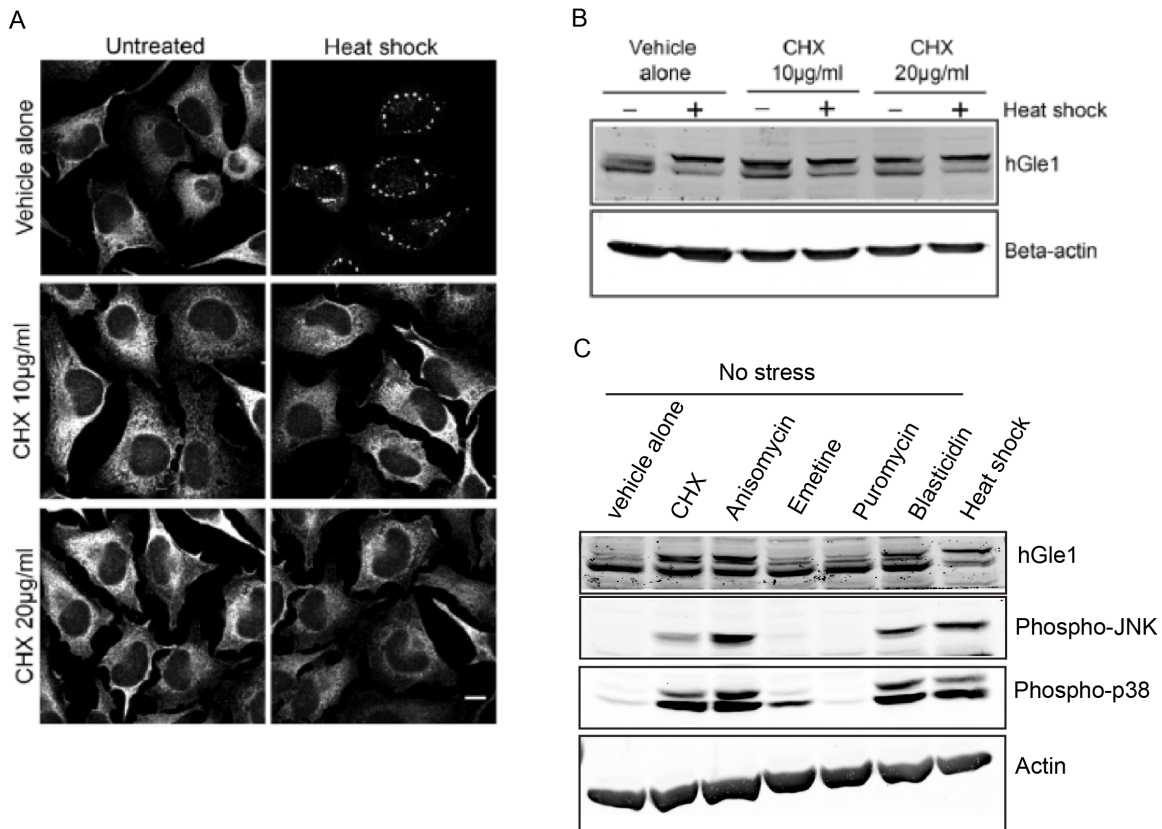 A
Untreated
Heat shock
Vehicle alone
CHX 10µg/ml
CHX 20µg/ml
B
Vehicle alone
CHX 10µg/ml
CHX 20µg/ml
− + − + − + Heat shock
hGle1
Beta-actin
C
No stress
vehicle alone
CHX
Anisomycin
Emetine
Puromycin
Blasticidin
Heat shock
hGle1
Phospho-JNK
Phospho-p38
Actin